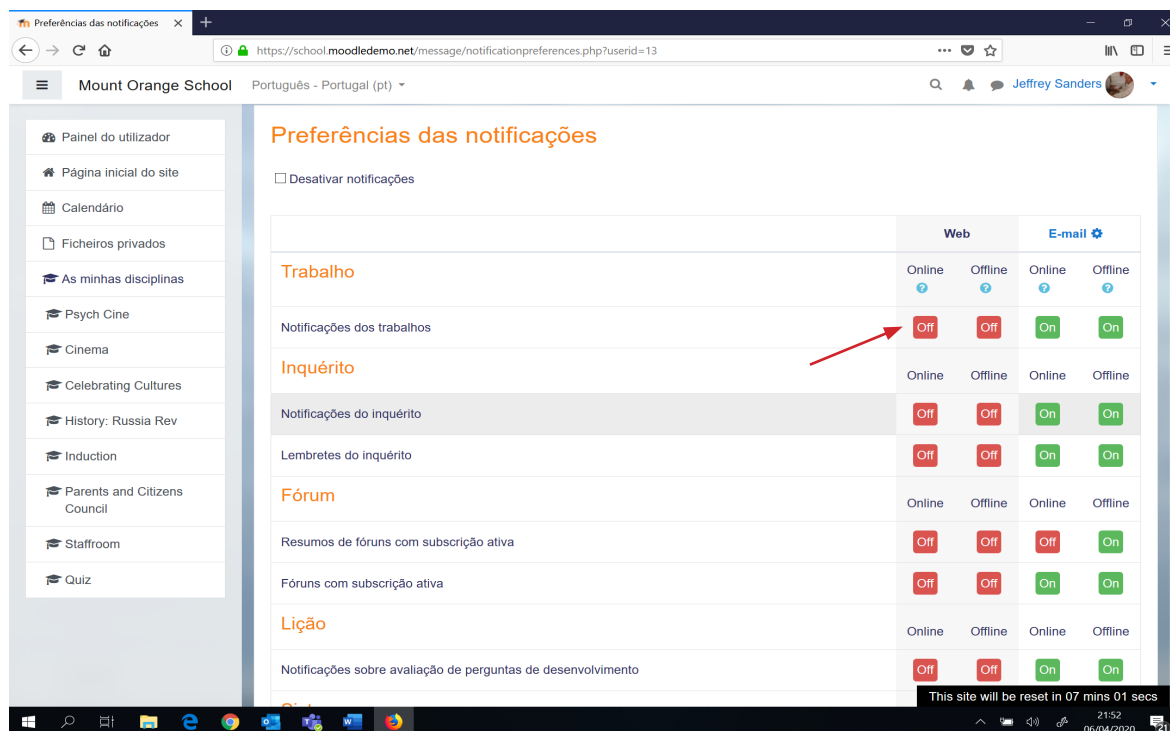 Preferências das notificações
https://school.moodledemo.net/message/notificationpreferences.php?userid=13
Mount Orange School Português - Portugal (pt) Jeffrey Sanders
Painel do utilizador
Página inicial do site
Calendário
Ficheiros privados
As minhas disciplinas
Psych Cine
Cinema
Celebrating Cultures
History: Russia Rev
Induction
Parents and Citizens
Council
Staffroom
Quiz
Preferências das notificações
Desativar notificações
Web E-mail
Trabalho Online Offline Online Offline
? ? ? ?
Notificações dos trabalhos Off Off On On
Inquérito Online Offline Online Offline
Notificações do inquérito Off Off On On
Lembretes do inquérito Off Off On On
Fórum Online Offline Online Offline
Resumos de fóruns com subscrição ativa Off Off Off On
Fóruns com subscrição ativa Off Off On On
Lição Online Offline Online Offline
Notificações sobre avaliação de perguntas de desenvolvimento Off Off On On
This site will be reset in 07 mins 01 secs
21:52
06/04/2020